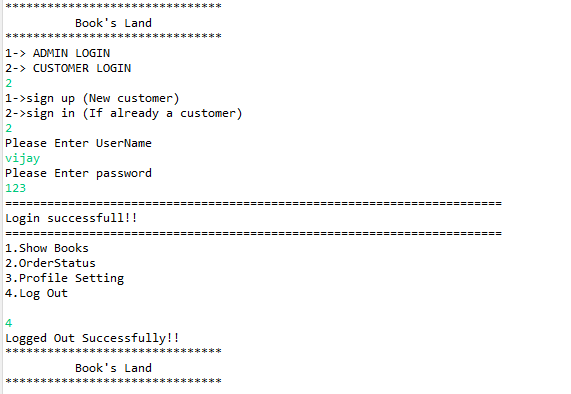 *******************************
Book's Land
*******************************
1-> ADMIN LOGIN
2-> CUSTOMER LOGIN
2
1->sign up (New customer)
2->sign in (If already a customer)
2
Please Enter UserName
vijay
Please Enter password
123
=======================================================================
Login successfull!!
=======================================================================
1.Show Books
2.OrderStatus
3.Profile Setting
4.Log Out
4
Logged Out Successfully!!
*******************************
Book's Land
*******************************